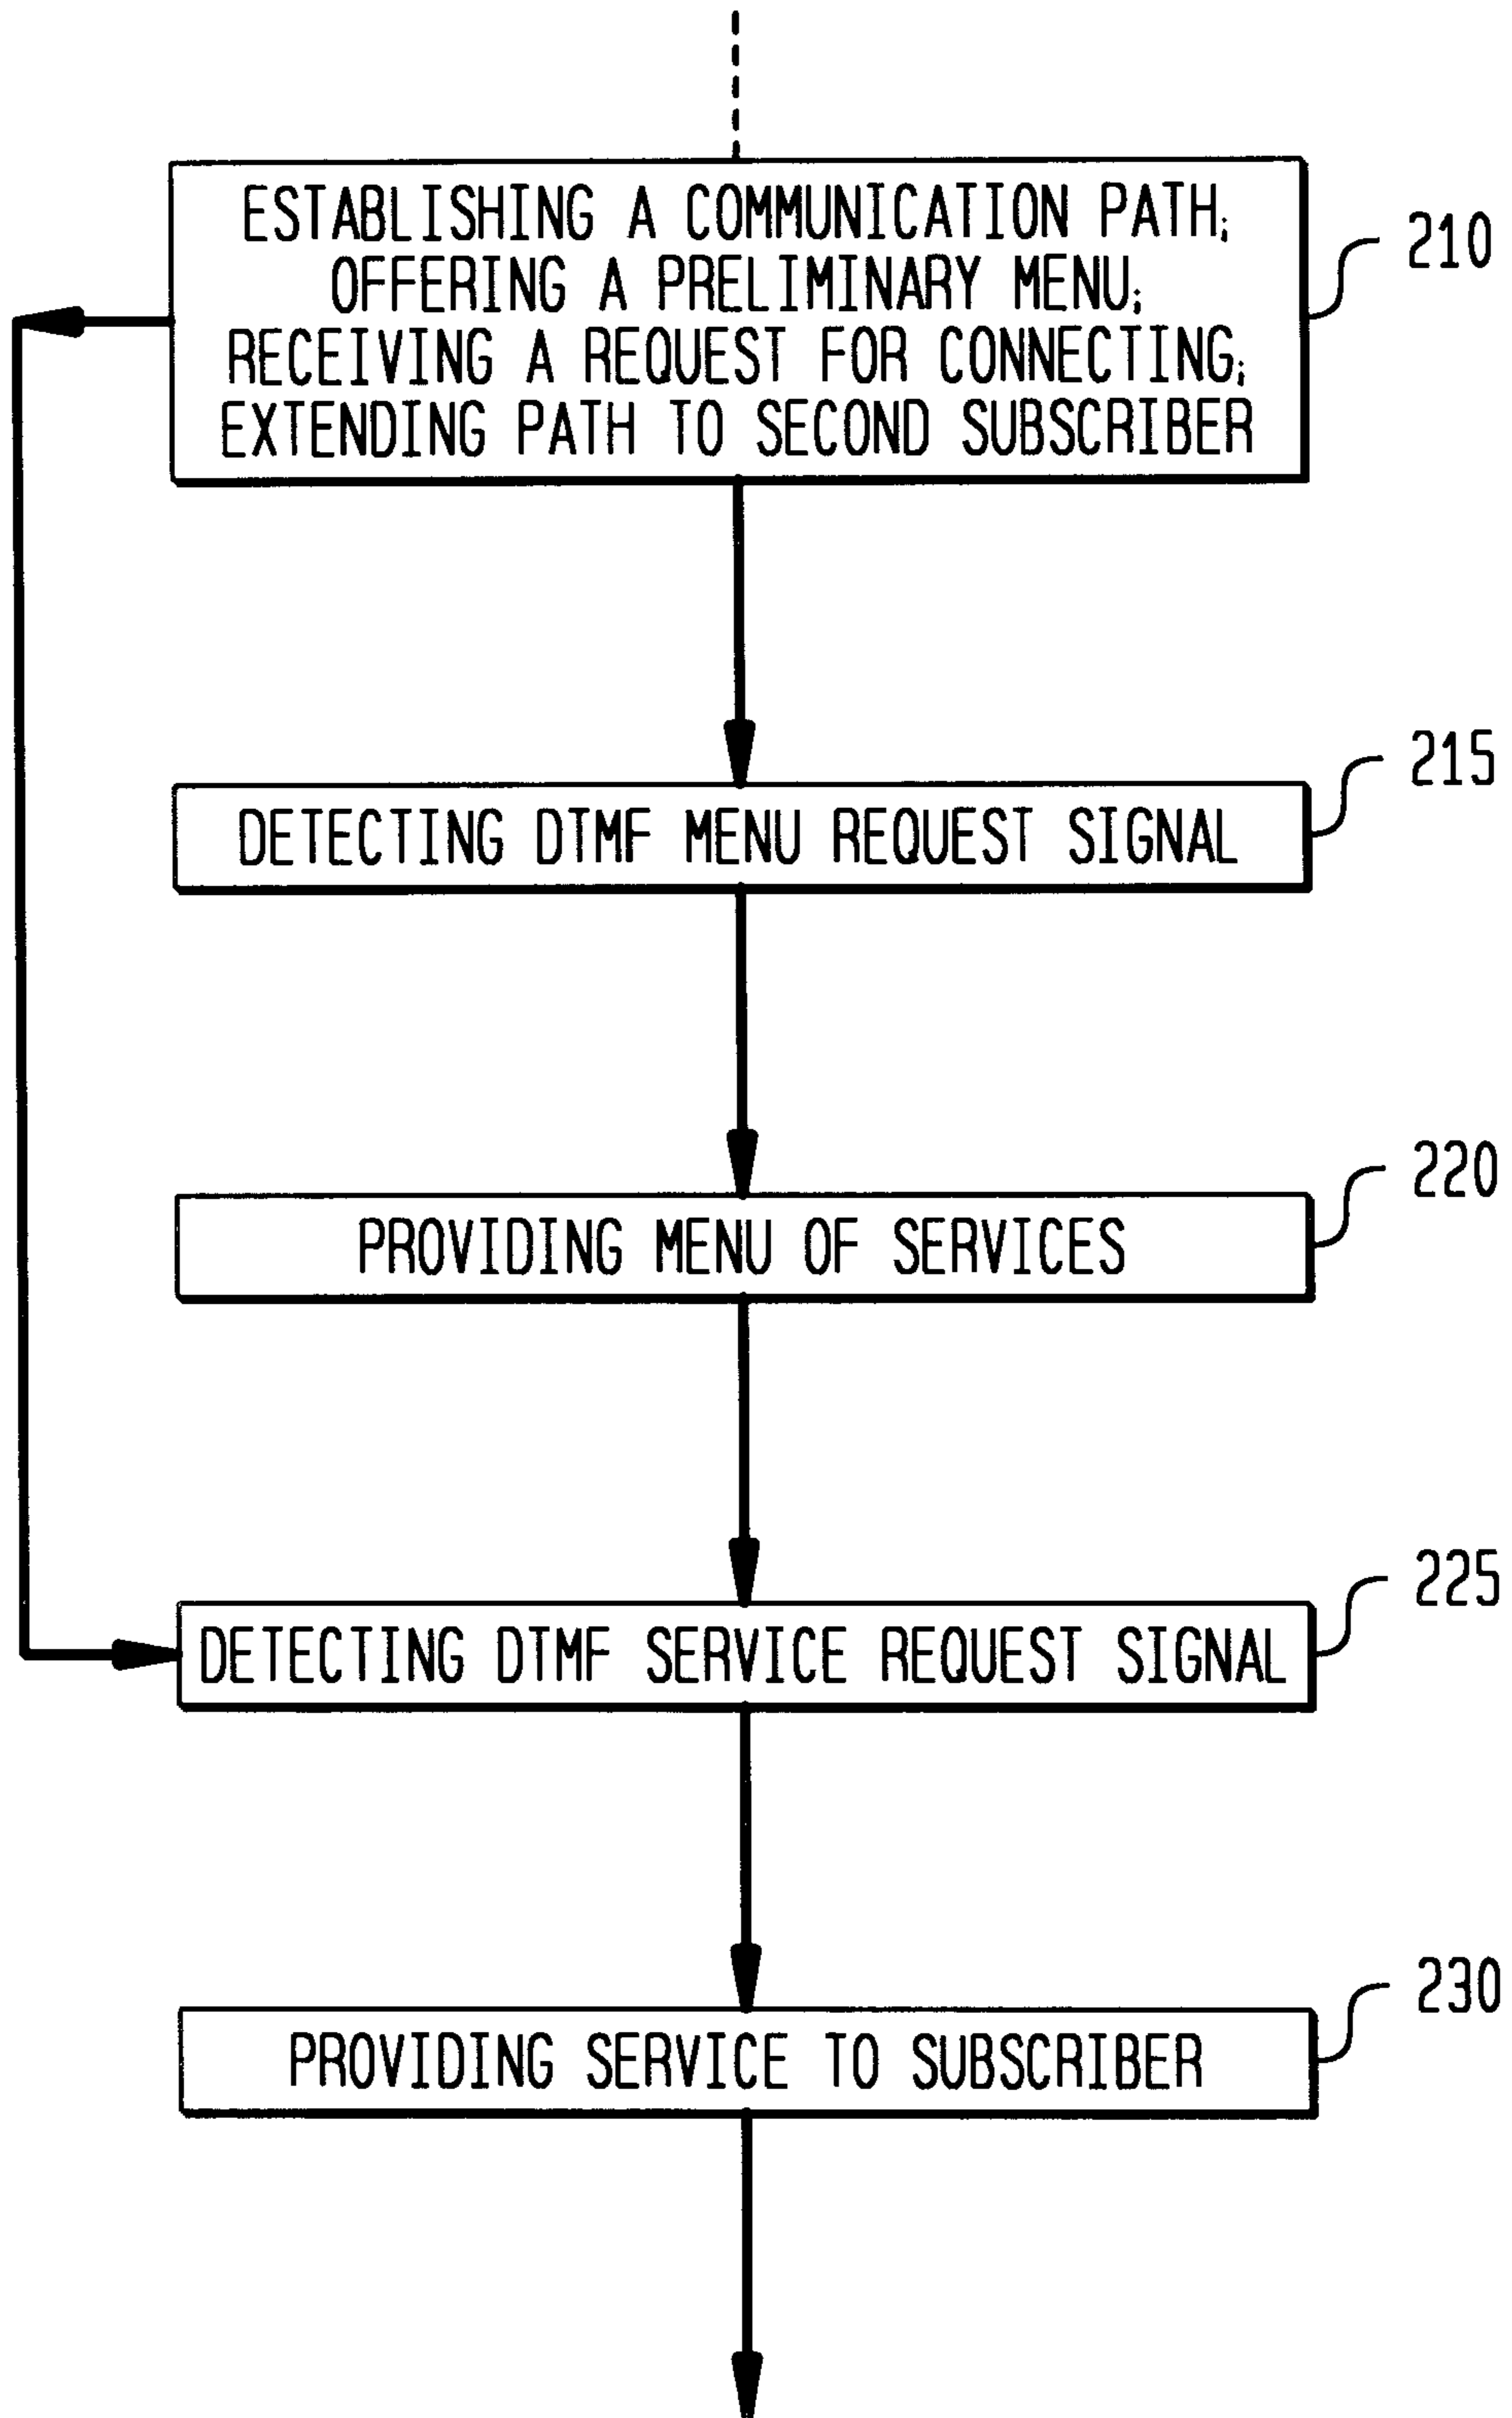 ESTABLISHING A COMMUNICATION PATH;
OFFERING A PRELIMINARY MENU;
RECEIVING A REQUEST FOR CONNECTING;
EXTENDING PATH TO SECOND SUBSCRIBER
210
DETECTING DTMF MENU REQUEST SIGNAL
215
PROVIDING MENU OF SERVICES
220
DETECTING DTMF SERVICE REQUEST SIGNAL
225
PROVIDING SERVICE TO SUBSCRIBER
230